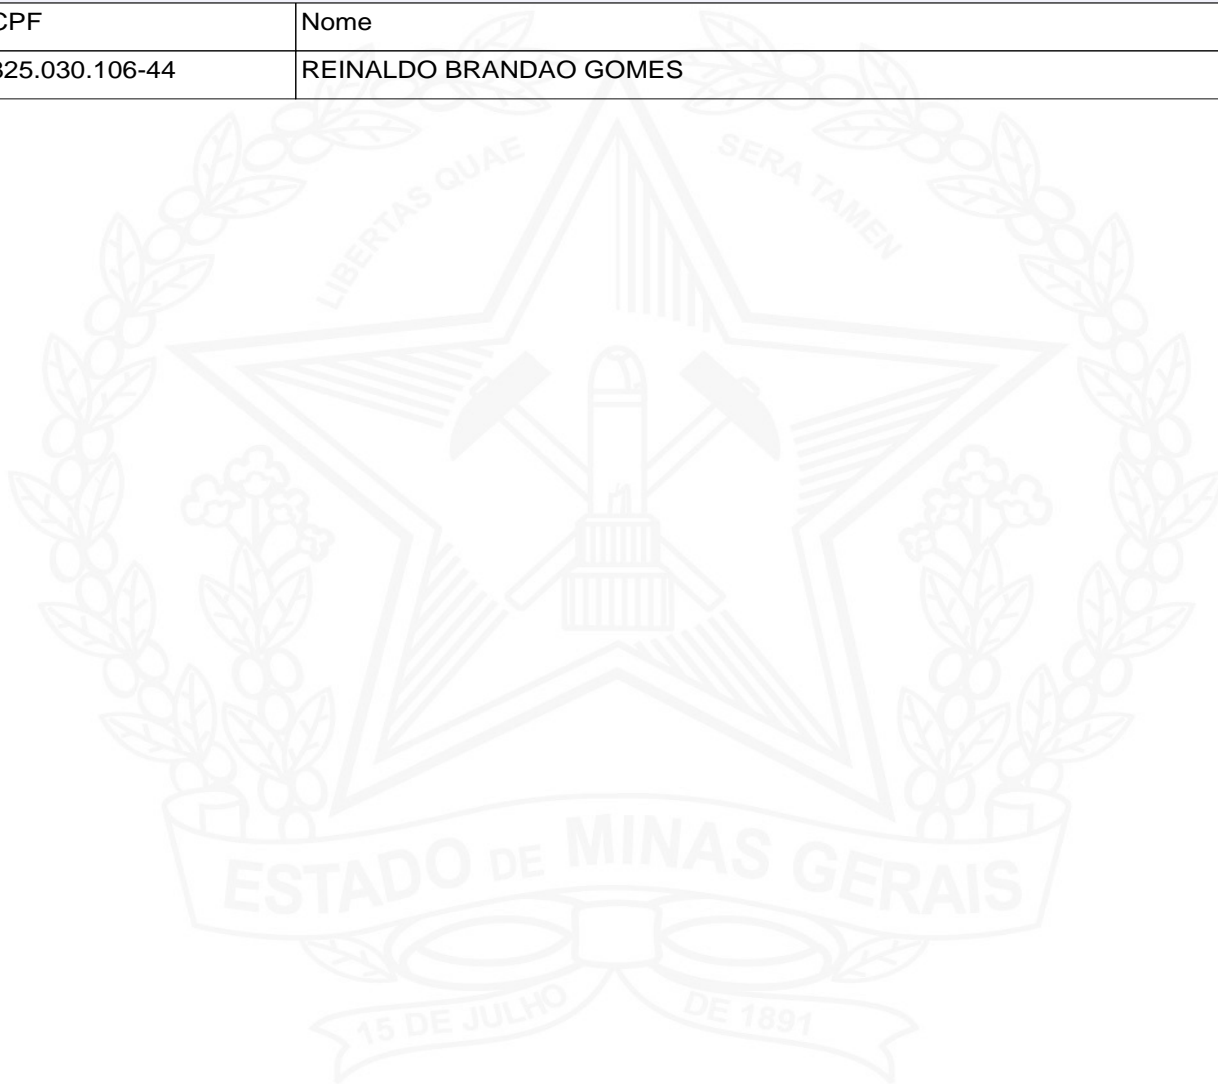 CPF
Nome
825.030.106-44
REINALDO BRANDAO GOMES
LIBERTAS QUAE SERA TAMEN
ESTADO DE MINAS GERAIS
15 DE JULHO DE 1891